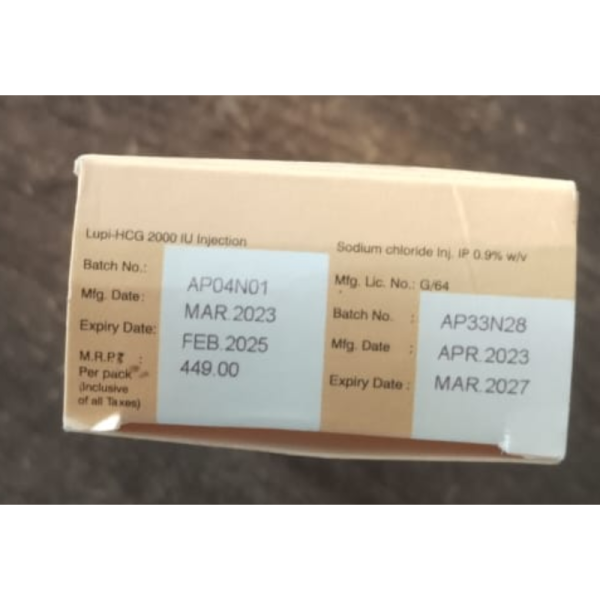 Lupi-HCG 2000 IU Injection
Batch No.: AP04N01
Mfg. Date: MAR.2023
Expiry Date: FEB.2025
M.R.P.₹ : 449.00
Per pack
(Inclusive
of all Taxes)
Sodium chloride Inj. IP 0.9% w/v
Mfg. Lic. No.: G/64
Batch No. : AP33N28
Mfg. Date : APR.2023
Expiry Date : MAR.2027